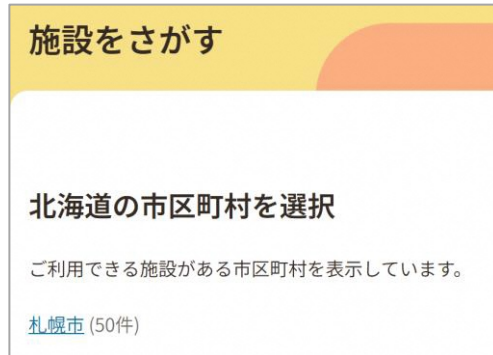 施設をさがす
北海道の市区町村を選択
ご利用できる施設がある市区町村を表示しています。
札幌市 (50件)